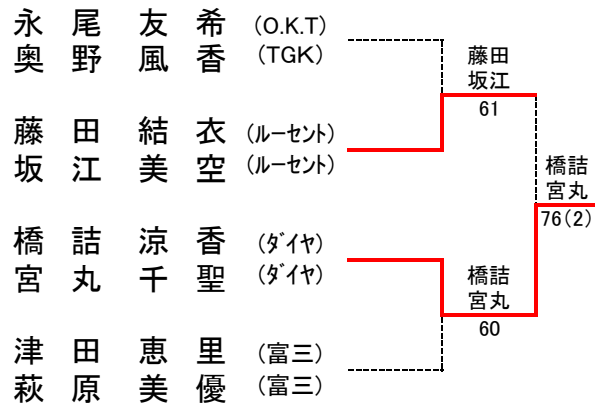 永尾友希 (O.K.T)
奥野風香 (TGK)
藤田結衣 (ルーセント)
坂江美空 (ルーセント)
橋詰涼香 (ダイヤ)
宮丸千聖 (ダイヤ)
津田恵里 (富三)
萩原美優 (富三)
藤田
坂江
61
橋詰
宮丸
60
橋詰
宮丸
76(2)